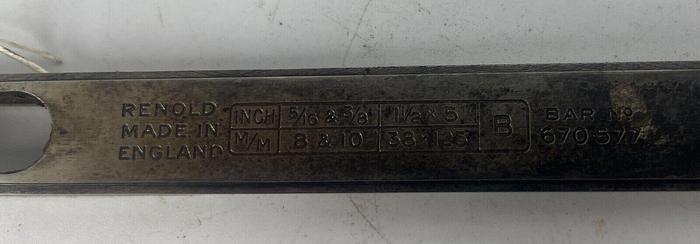 RENOLD
MADE IN
ENGLAND
INCH 5/16 & 3/8 1 1/2 × 5 B
M/M 8 & 10 38×125
BAR Nº
670577